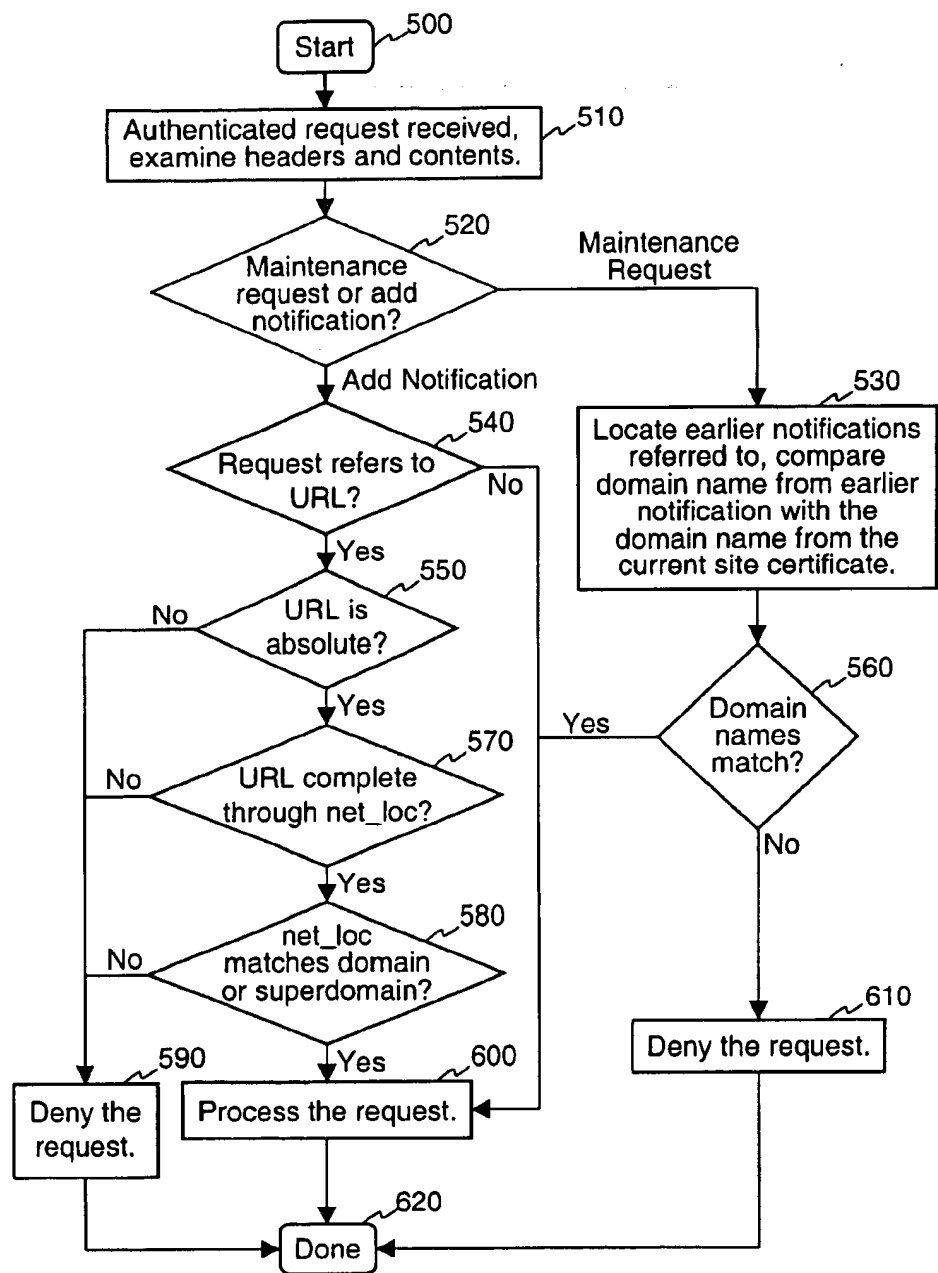 500
Start
510
Authenticated request received,
examine headers and contents.
520
Maintenance
request or add
notification?
Maintenance
Request
Add Notification
530
Locate earlier notifications
referred to, compare
domain name from earlier
notification with the
domain name from the
current site certificate.
540
Request refers to
URL?
No
Yes
550
URL is
absolute?
No
Yes
560
Domain
names
match?
Yes
No
570
URL complete
through net_loc?
No
Yes
580
net_loc
matches domain
or superdomain?
No
Yes
590
Deny the
request.
600
Process the request.
610
Deny the request.
620
Done